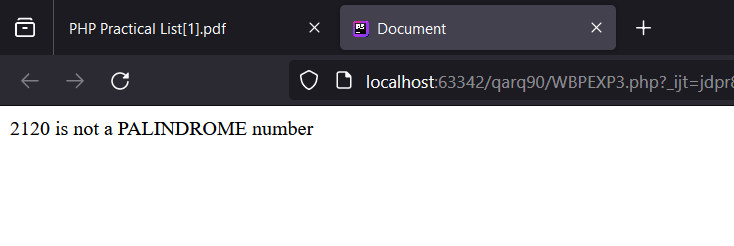 PHP Practical List[1].pdf
Document
localhost:63342/qarq90/WBPEXP3.php?_ijt=jdpr8
2120 is not a PALINDROME number